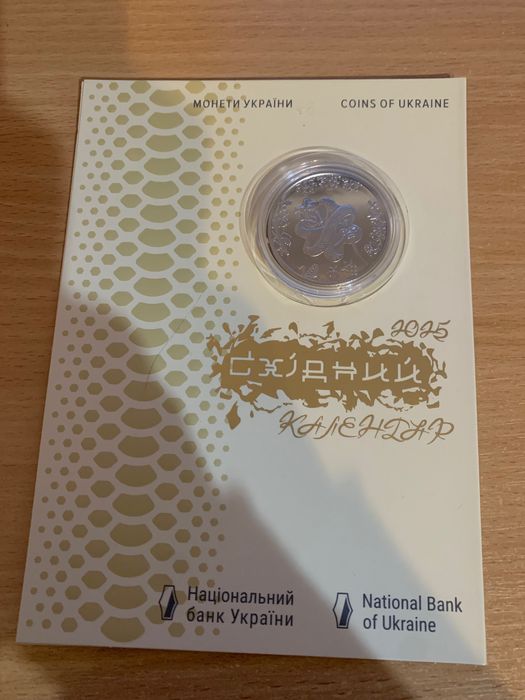 МОНЕТИ УКРАЇНИ
COINS OF UKRAINE
2025
СХІДНИЙ
КАЛЕНДАР
Національний
банк України
National Bank
of Ukraine